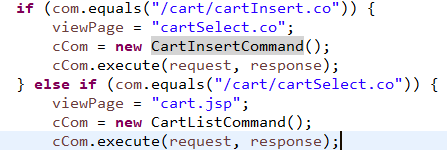 if (com.equals("/cart/cartInsert.co")) {
viewPage = "cartSelect.co";
cCom = new CartInsertCommand();
cCom.execute(request, response);
} else if (com.equals("/cart/cartSelect.co")) {
viewPage = "cart.jsp";
cCom = new CartListCommand();
cCom.execute(request, response);